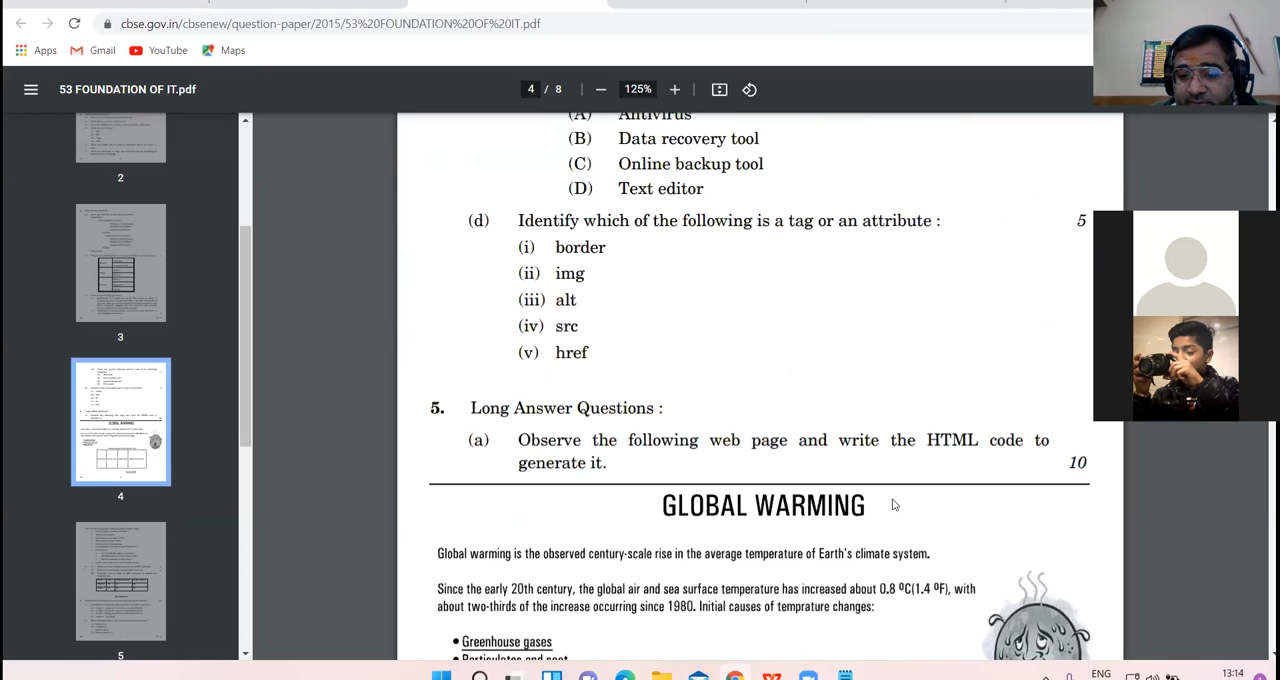 cbse.gov.in/cbsenew/question-paper/2015/53%20FOUNDATION%20OF%20IT.pdf
Apps Gmail YouTube Maps
53 FOUNDATION OF IT.pdf 4 / 8 125%
(A) Antivirus
(B) Data recovery tool
(C) Online backup tool
(D) Text editor
(d) Identify which of the following is a tag or an attribute : 5
(i) border
(ii) img
(iii) alt
(iv) src
(v) href
5. Long Answer Questions :
(a) Observe the following web page and write the HTML code to
generate it. 10
GLOBAL WARMING
Global warming is the observed century-scale rise in the average temperature of Earth's climate system.
Since the early 20th century, the global air and sea surface temperature has increased about 0.8 ºC(1.4 ºF), with
about two-thirds of the increase occurring since 1980. Initial causes of temprature changes:
• Greenhouse gases
• Particulates and soot
2
3
4
5
ENG 13:14